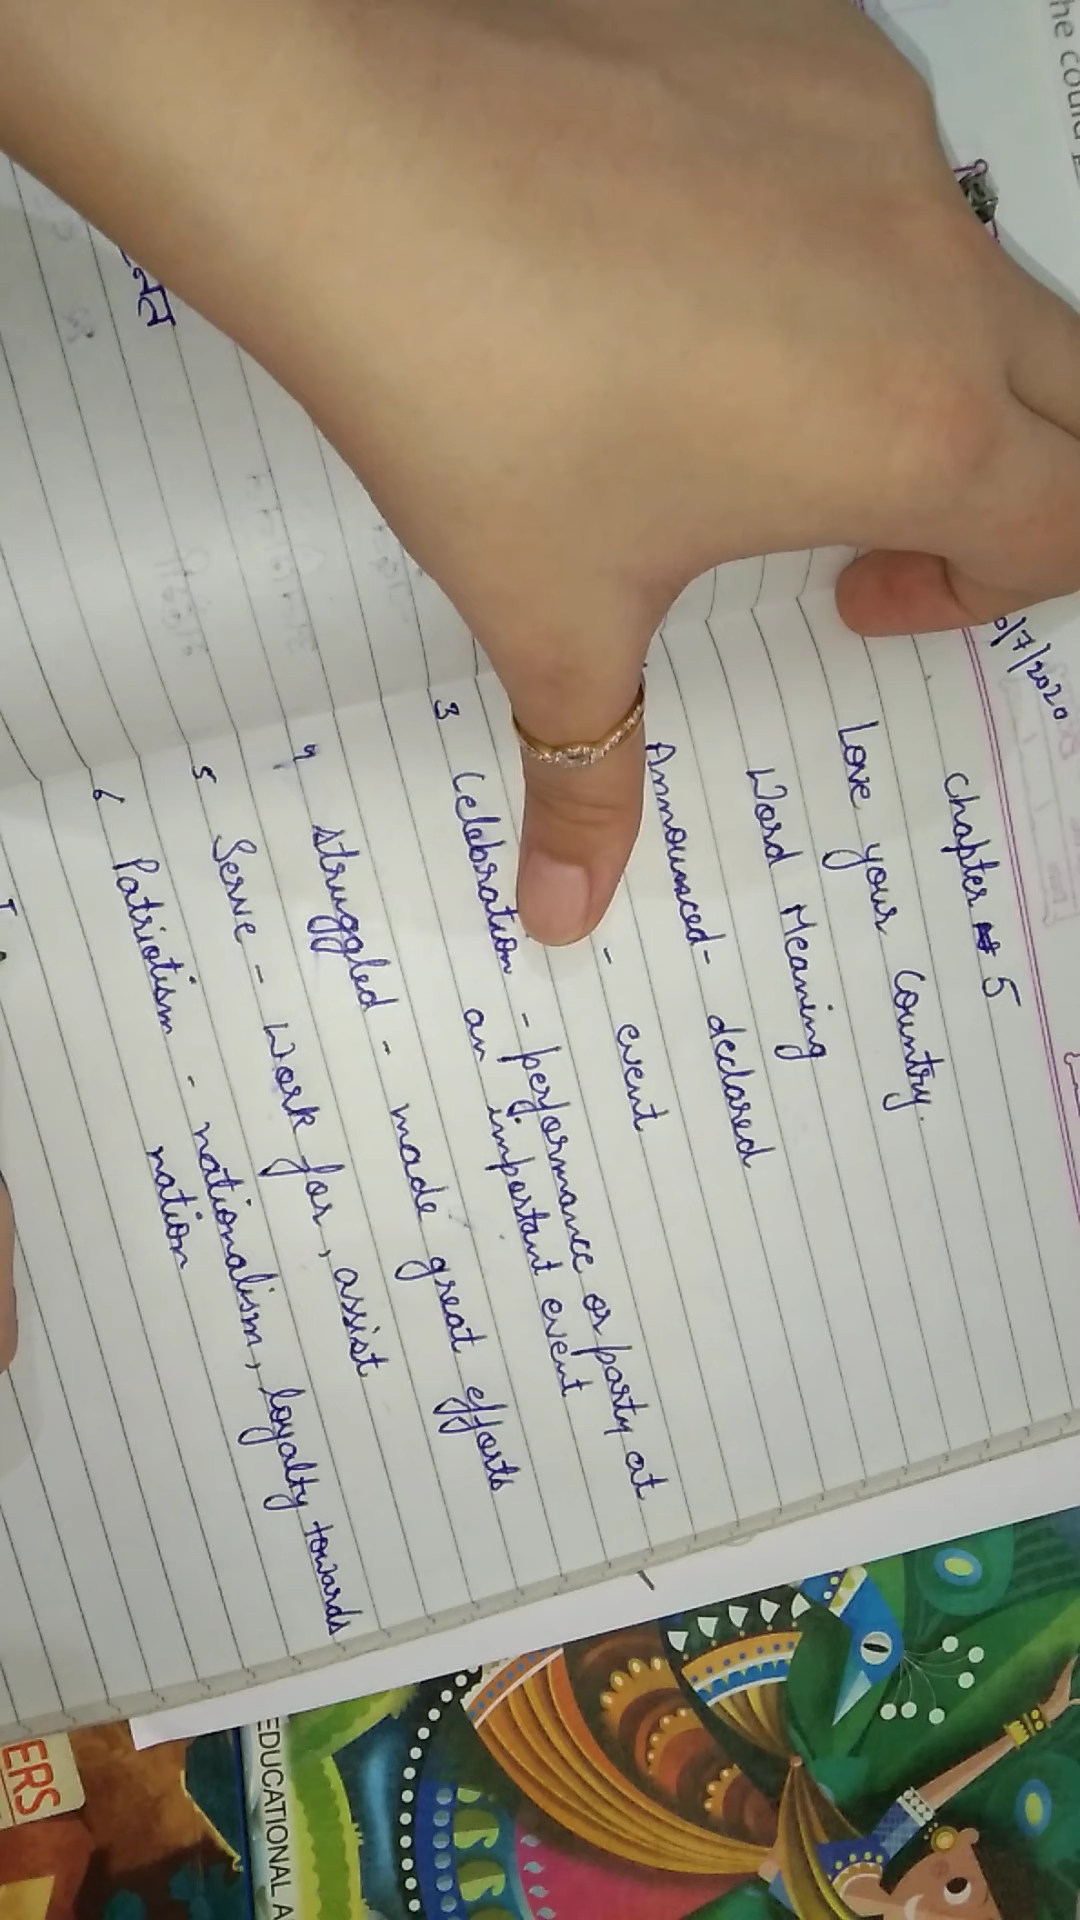 he could
/7/2020
Chapter 5
Love your Country.
Word Meaning
Announced - declared
- event
3 Celebration - performance or party at
an important event
4 struggled - made great efforts
5 Serve - Work for, assist
6 Patriotism - nationalism, loyalty towards
nation
EDUCATIONAL A
ERS